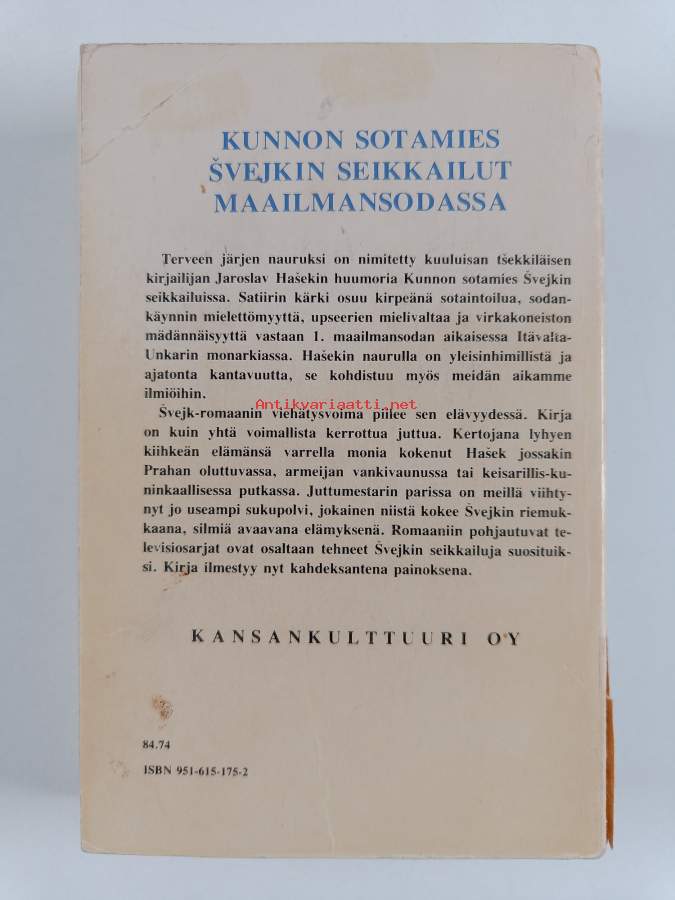 KUNNON SOTAMIES
ŠVEJKIN SEIKKAILUT
MAAILMANSODASSA
Terveen järjen nauruksi on nimitetty kuuluisan tšekkiläisen
kirjailijan Jaroslav Hašekin huumoria Kunnon sotamies Švejkin
seikkailuissa. Satiirin kärki osuu kirpeänä sotaintoilua, sodan-
käynnin mielettömyyttä, upseerien mielivaltaa ja virkakoneiston
mädännäisyyttä vastaan 1. maailmansodan aikaisessa Itävalta-
Unkarin monarkiassa. Hašekin naurulla on yleisinhimillistä ja
ajatonta kantavuutta, se kohdistuu myös meidän aikamme
ilmiöihin.
Antikvariaatti.net
Švejk-romaanin viehätysvoima piilee sen elävyydessä. Kirja
on kuin yhtä voimallista kerrottua juttua. Kertojana lyhyen
kiihkeän elämänsä varrella monia kokenut Hašek jossakin
Prahan oluttuvassa, armeijan vankivaunussa tai keisarillis-ku-
ninkaallisessa putkassa. Juttumestarin parissa on meillä viihty-
nyt jo useampi sukupolvi, jokainen niistä kokee Švejkin riemuk-
kaana, silmiä avaavana elämyksenä. Romaaniin pohjautuvat te-
levisiosarjat ovat osaltaan tehneet Švejkin seikkailuja suosituik-
si. Kirja ilmestyy nyt kahdeksantena painoksena.
KANSANKULTTUURI OY
84.74
ISBN 951-615-175-2